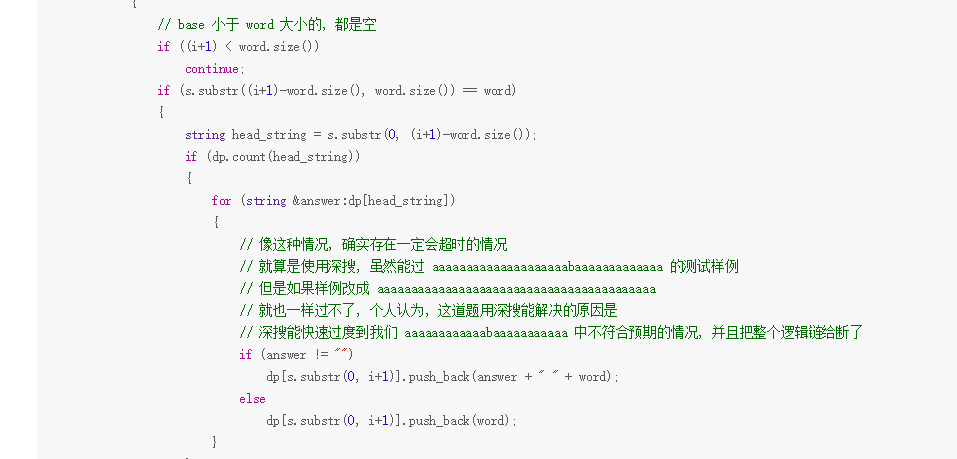 {
// base 小于 word 大小的, 都是空
if ((i+1) < word.size())
continue;
if (s.substr((i+1)-word.size(), word.size()) == word)
{
string head_string = s.substr(0, (i+1)-word.size());
if (dp.count(head_string))
{
for (string &answer:dp[head_string])
{
// 像这种情况, 确实存在一定会超时的情况
// 就算是使用深搜, 虽然能过 aaaaaaaaaaaaaaaaaaaabaaaaaaaaaaaaa 的测试样例
// 但是如果样例改成 aaaaaaaaaaaaaaaaaaaaaaaaaaaaaaaaaaaaaaaaa
// 就也一样过不了, 个人认为, 这道题用深搜能解决的原因是
// 深搜能快速过度到我们 aaaaaaaaaaaabaaaaaaaaaaa 中不符合预期的情况, 并且把整个逻辑链给断了
if (answer != "")
dp[s.substr(0, i+1)].push_back(answer + " " + word);
else
dp[s.substr(0, i+1)].push_back(word);
}